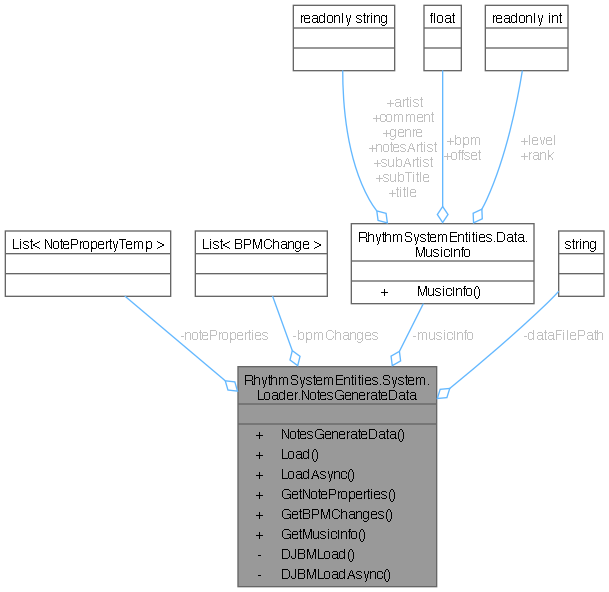 readonly string
float
readonly int
+artist
+comment
+genre
+notesArtist
+subArtist
+subTitle
+title
+bpm
+offset
+level
+rank
List< NotePropertyTemp >
List< BPMChange >
RhythmSystemEntities.Data.
MusicInfo
+ MusicInfo()
string
-noteProperties
-bpmChanges
-musicInfo
-dataFilePath
RhythmSystemEntities.System.
Loader.NotesGenerateData
+ NotesGenerateData()
+ Load()
+ LoadAsync()
+ GetNoteProperties()
+ GetBPMChanges()
+ GetMusicInfo()
- DJBMLoad()
- DJBMLoadAsync()